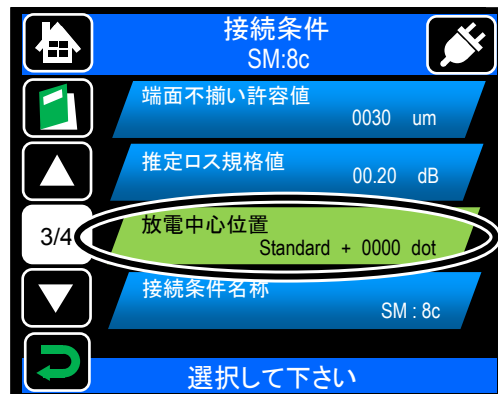 接続条件
SM:8c
端面不揃い許容値
0030 um
推定ロス規格値
00.20 dB
3/4
放電中心位置
Standard + 0000 dot
接続条件名称
SM : 8c
選択して下さい